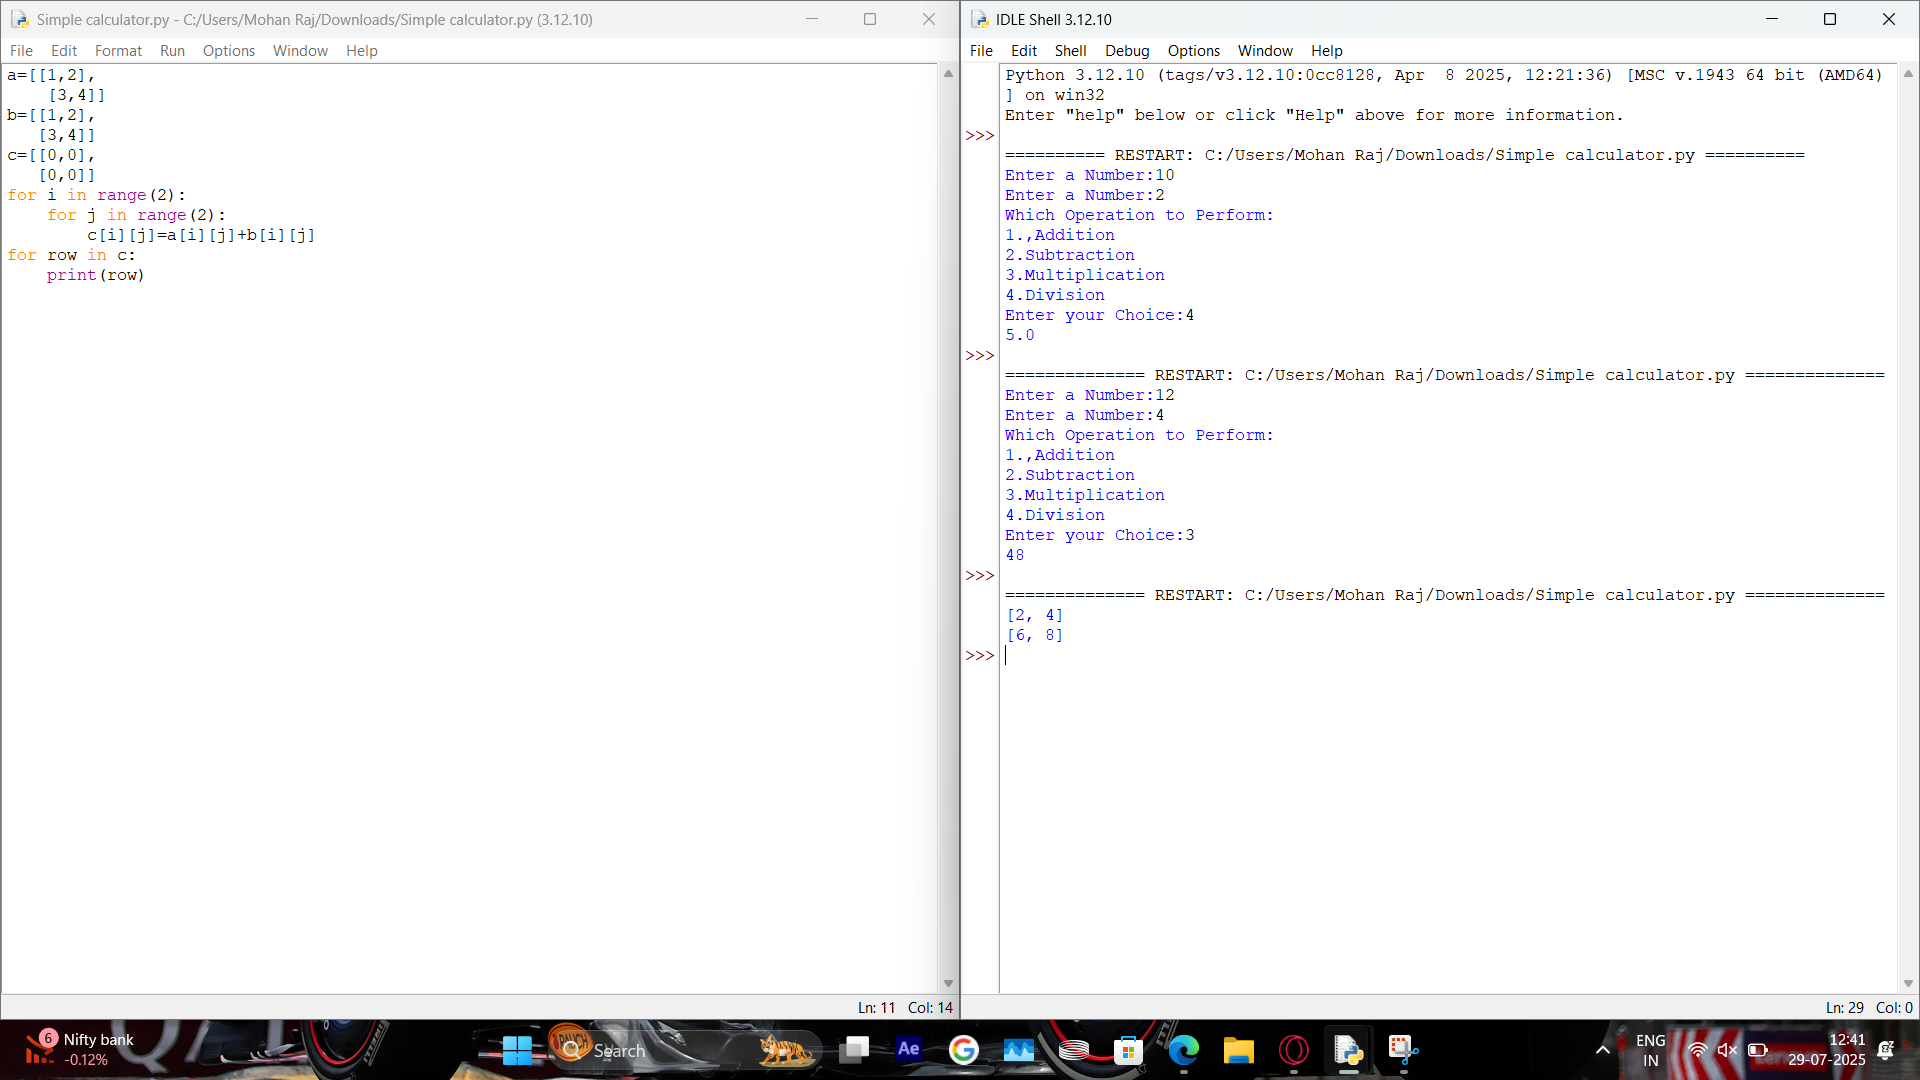 Simple calculator.py - C:/Users/Mohan Raj/Downloads/Simple calculator.py (3.12.10)
File Edit Format Run Options Window Help
a=[[1,2],
    [3,4]]
b=[[1,2],
   [3,4]]
c=[[0,0],
   [0,0]]
for i in range(2):
    for j in range(2):
        c[i][j]=a[i][j]+b[i][j]
for row in c:
    print(row)
Ln: 11 Col: 14
IDLE Shell 3.12.10
File Edit Shell Debug Options Window Help
Python 3.12.10 (tags/v3.12.10:0cc8128, Apr  8 2025, 12:21:36) [MSC v.1943 64 bit (AMD64)
] on win32
Enter "help" below or click "Help" above for more information.
>>>
========== RESTART: C:/Users/Mohan Raj/Downloads/Simple calculator.py ==========
Enter a Number:10
Enter a Number:2
Which Operation to Perform:
1.,Addition
2.Subtraction
3.Multiplication
4.Division
Enter your Choice:4
5.0
>>>
============== RESTART: C:/Users/Mohan Raj/Downloads/Simple calculator.py ==============
Enter a Number:12
Enter a Number:4
Which Operation to Perform:
1.,Addition
2.Subtraction
3.Multiplication
4.Division
Enter your Choice:3
48
>>>
============== RESTART: C:/Users/Mohan Raj/Downloads/Simple calculator.py ==============
[2, 4]
[6, 8]
>>>
Ln: 29 Col: 0
6
Nifty bank
-0.12%
Search
Ae
ENG
IN
12:41
29-07-2025